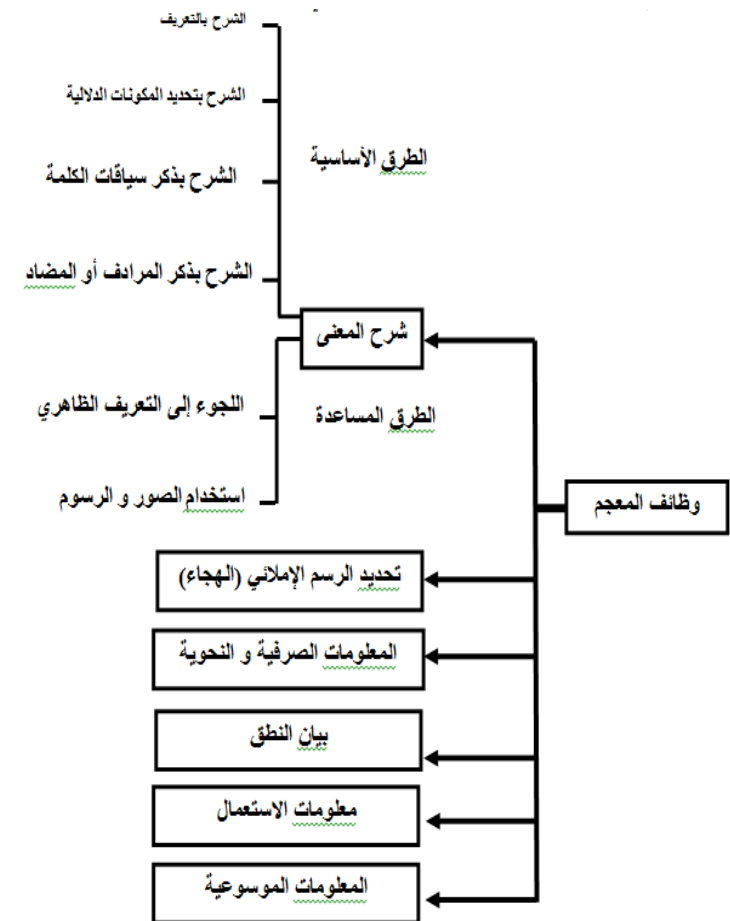 الشرح بالتعريف
الشرح بتحديد المكونات الدلالية
الطرق الأساسية
الشرح بذكر سياقات الكلمة
الشرح بذكر المرادف أو المضاد
شرح المعنى
اللجوء إلى التعريف الظاهري
الطرق المساعدة
استخدام الصور و الرسوم
وظائف المعجم
تحديد الرسم الإملائي (الهجاء)
المعلومات الصرفية و النحوية
بيان النطق
معلومات الاستعمال
المعلومات الموسوعية